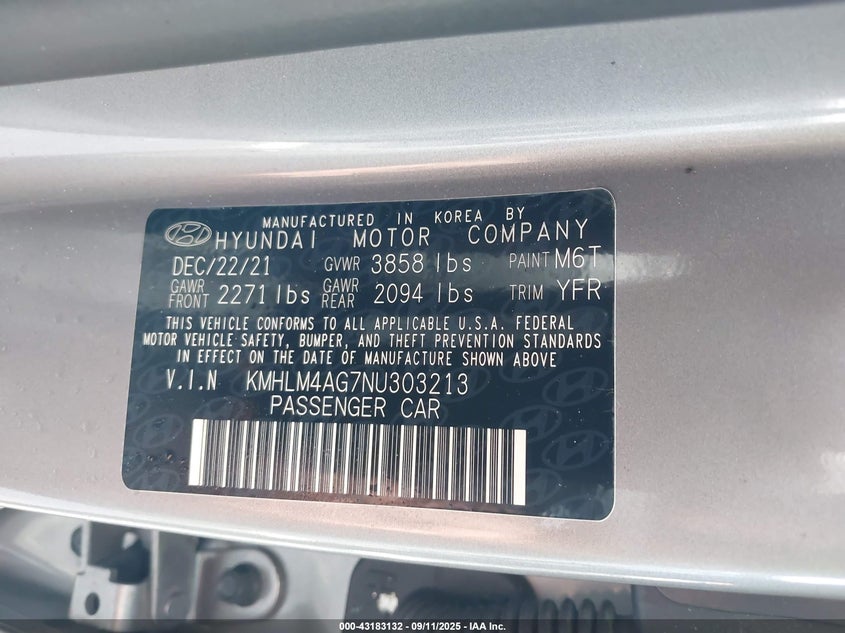 MANUFACTURED IN KOREA BY
HYUNDAI MOTOR COMPANY
DEC/22/21 GVWR 3858 lbs PAINT M6T
GAWR FRONT 2271 lbs GAWR REAR 2094 lbs TRIM YFR
THIS VEHICLE CONFORMS TO ALL APPLICABLE U.S.A. FEDERAL
MOTOR VEHICLE SAFETY, BUMPER, AND THEFT PREVENTION STANDARDS
IN EFFECT ON THE DATE OF MANUFACTURE SHOWN ABOVE
V.I.N KMHLM4AG7NU303213
PASSENGER CAR
000-43183132 - 09/11/2025 - IAA Inc.